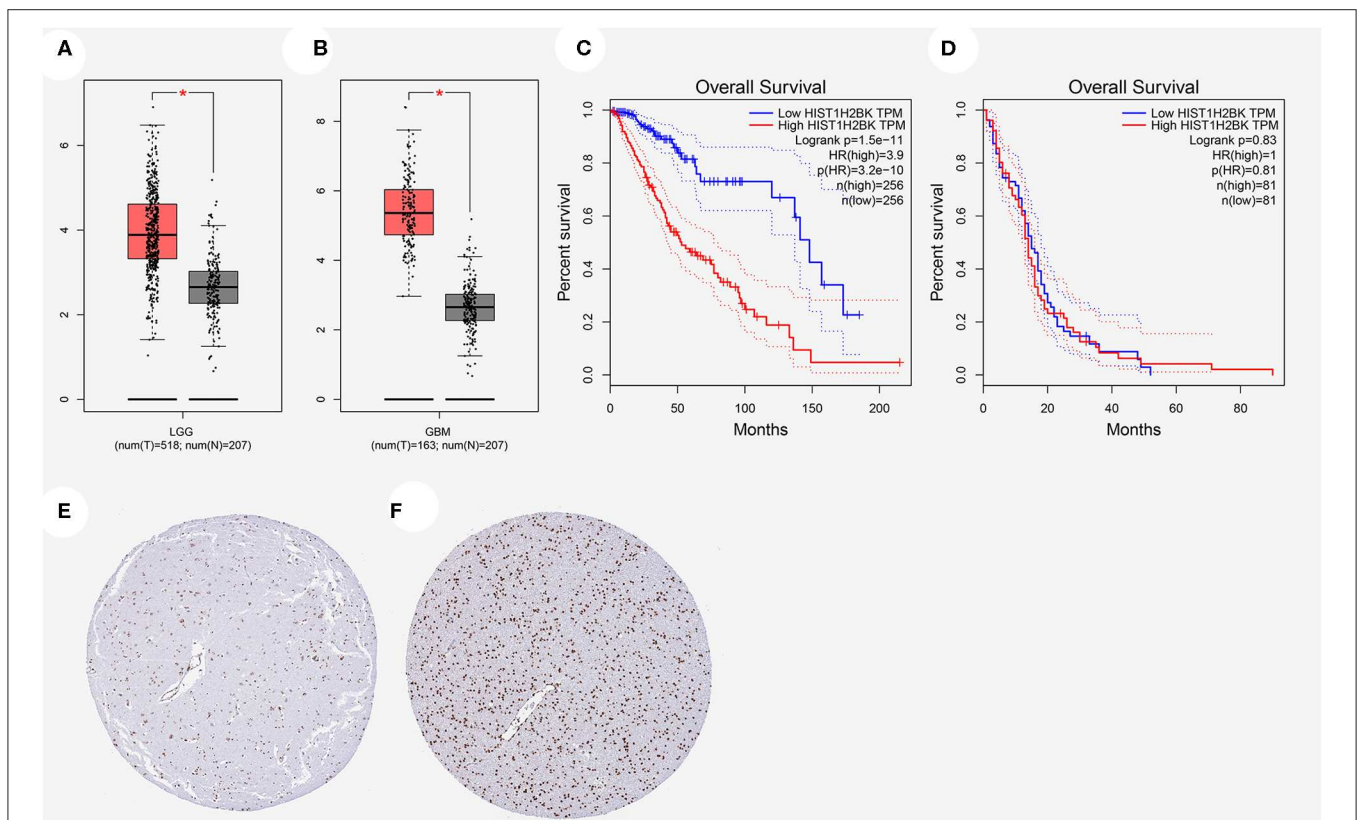 A
B
C
D
*
*
6
4
2
0
LGG
(num(T)=518; num(N)=207)
8
6
4
2
0
GBM
(num(T)=163; num(N)=207)
Overall Survival
Low HIST1H2BK TPM
High HIST1H2BK TPM
Logrank p=1.5e−11
HR(high)=3.9
p(HR)=3.2e−10
n(high)=256
n(low)=256
Percent survival
1.0
0.8
0.6
0.4
0.2
0.0
0 50 100 150 200
Months
Overall Survival
Low HIST1H2BK TPM
High HIST1H2BK TPM
Logrank p=0.83
HR(high)=1
p(HR)=0.81
n(high)=81
n(low)=81
Percent survival
1.0
0.8
0.6
0.4
0.2
0.0
0 20 40 60 80
Months
E
F